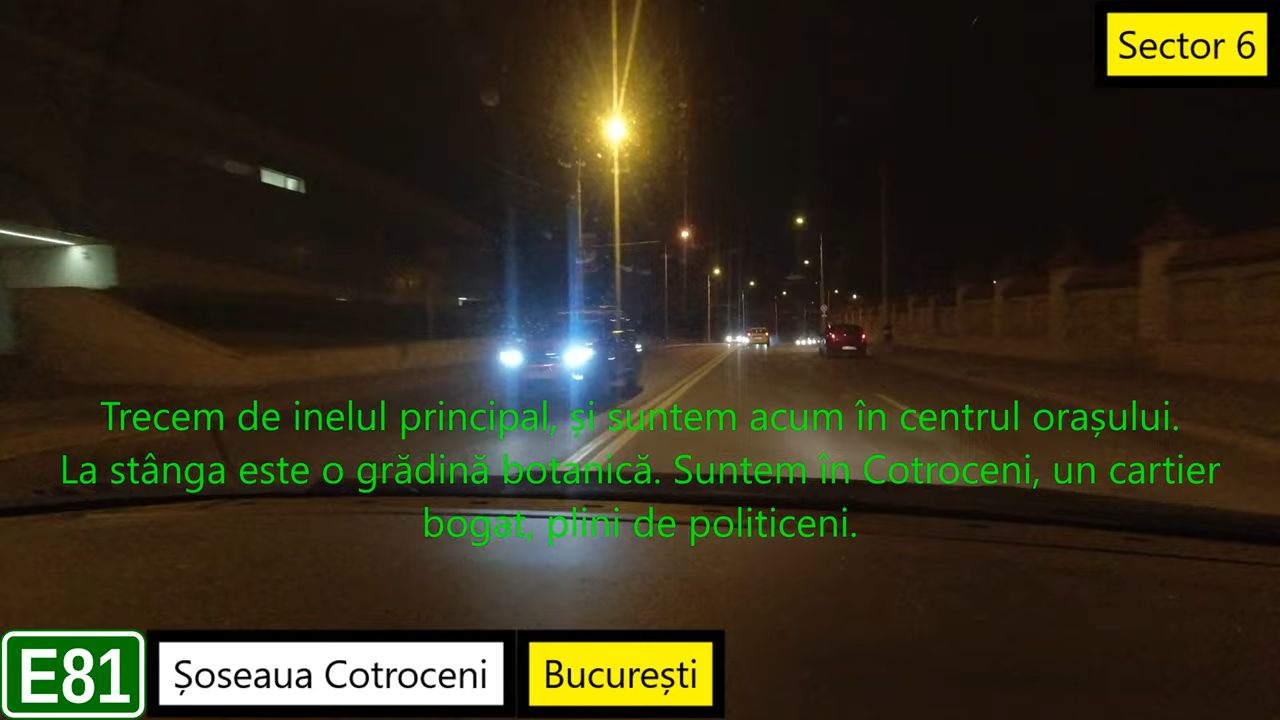 Sector 6
Trecem de inelul principal, și suntem acum în centrul orașului.
La stânga este o grădină botanică. Suntem în Cotroceni, un cartier
bogat, plini de politiceni.
E81
Șoseaua Cotroceni
București